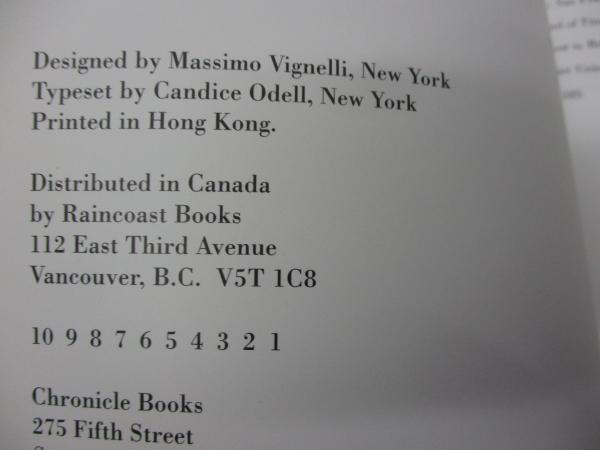 Designed by Massimo Vignelli, New York
Typeset by Candice Odell, New York
Printed in Hong Kong.
Distributed in Canada
by Raincoast Books
112 East Third Avenue
Vancouver, B.C. V5T 1C8
10 9 8 7 6 5 4 3 2 1
Chronicle Books
275 Fifth Street